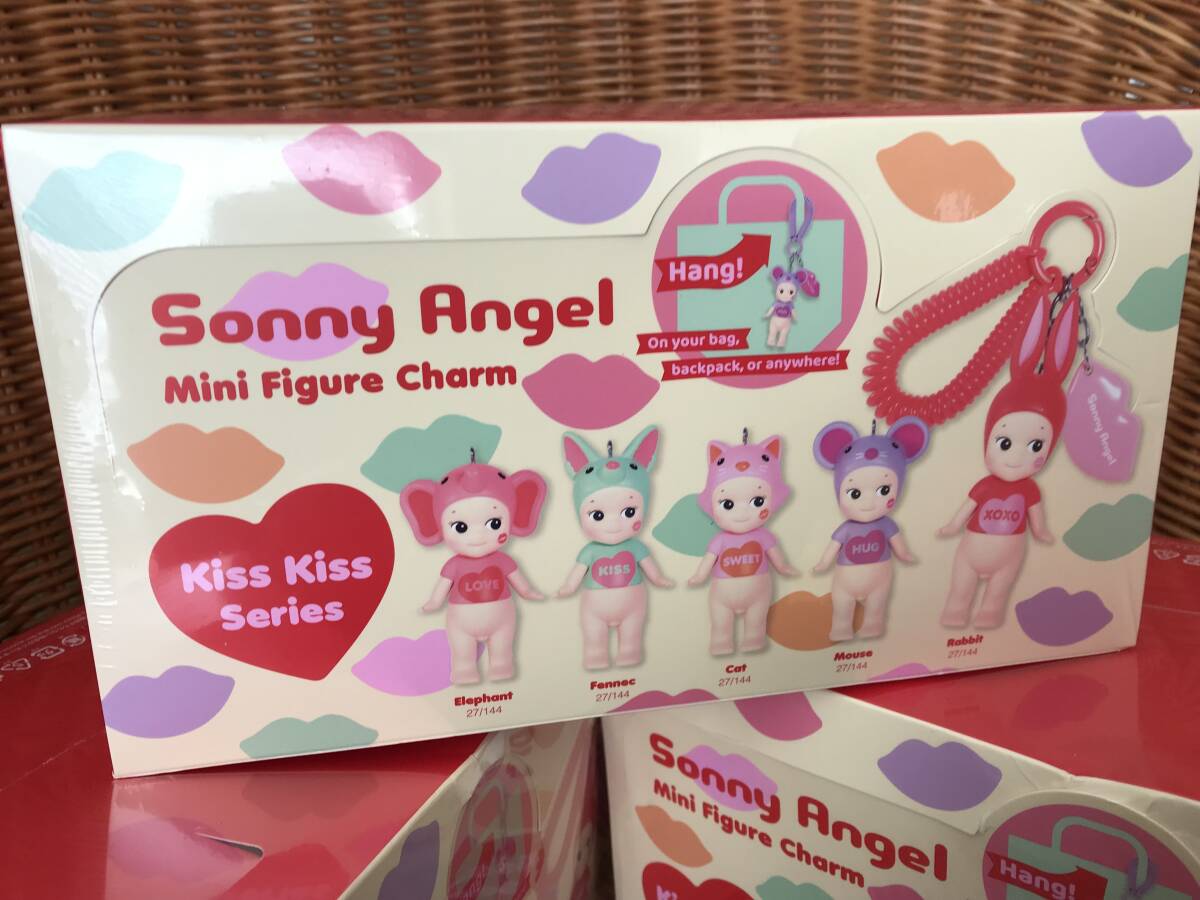 Sonny Angel
Mini Figure Charm
Hang!
On your bag,
backpack, or anywhere!
Kiss Kiss
Series
Sonny Angel
LOVE
KISS
SWEET
HUG
XOXO
Elephant
27/144
Fennec
27/144
Cat
27/144
Mouse
27/144
Rabbit
27/144
Sonny Angel
Mini Figure Charm
Hang!